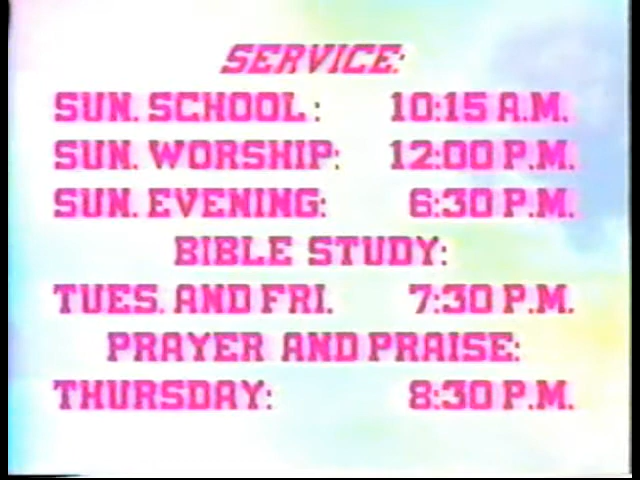 SERVICE:
SUN. SCHOOL: 10:15 A.M.
SUN. WORSHIP: 12:00 P.M.
SUN. EVENING: 6:30 P.M.
BIBLE STUDY:
TUES. AND FRI. 7:30 P.M.
PRAYER AND PRAISE:
THURSDAY: 8:30 P.M.